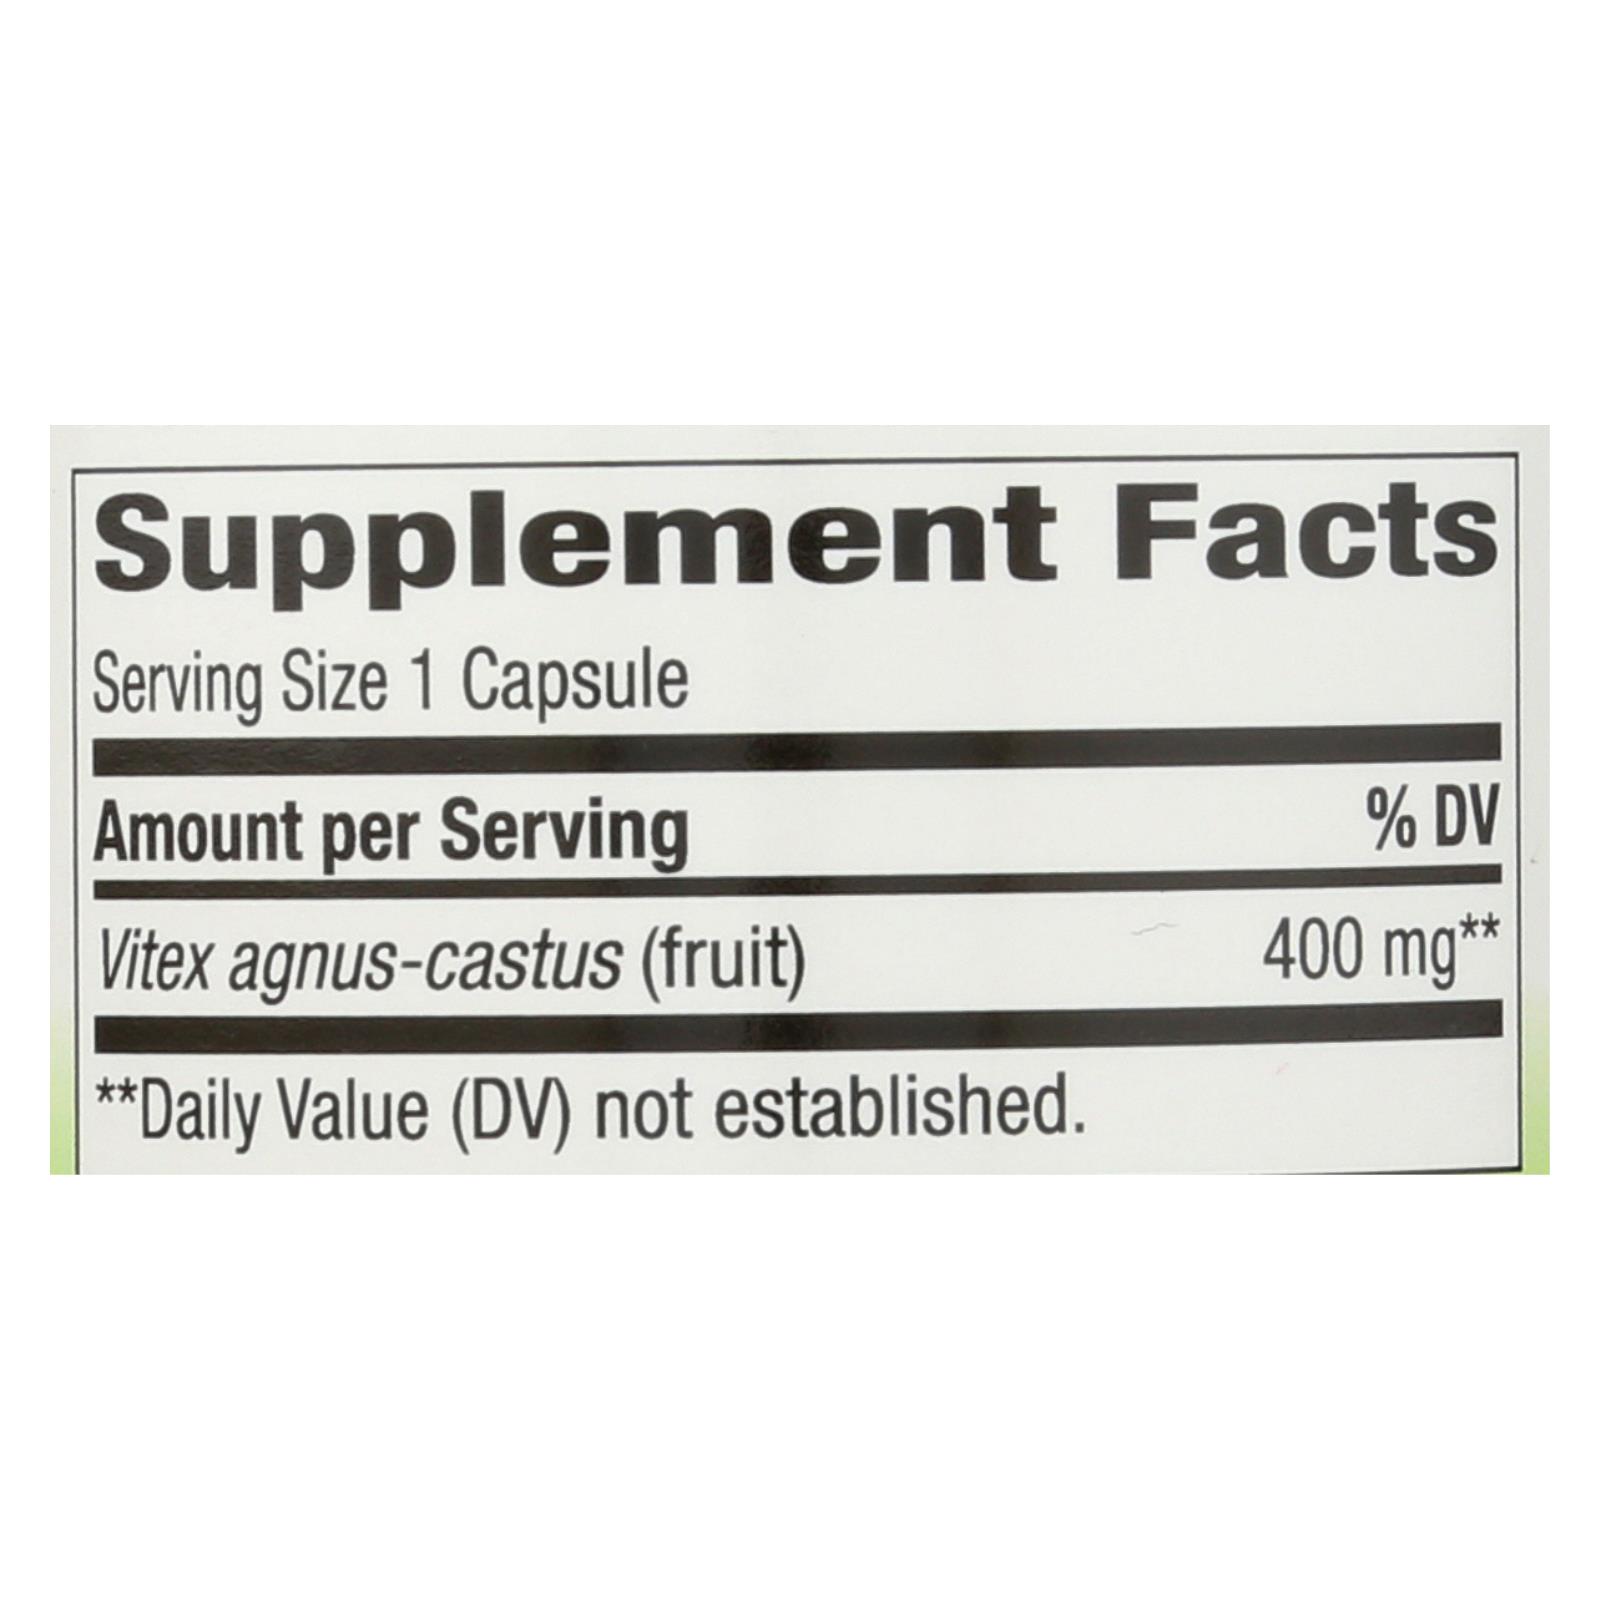 Supplement Facts
Serving Size 1 Capsule
Amount per Serving % DV
Vitex agnus-castus (fruit) 400 mg**
**Daily Value (DV) not established.